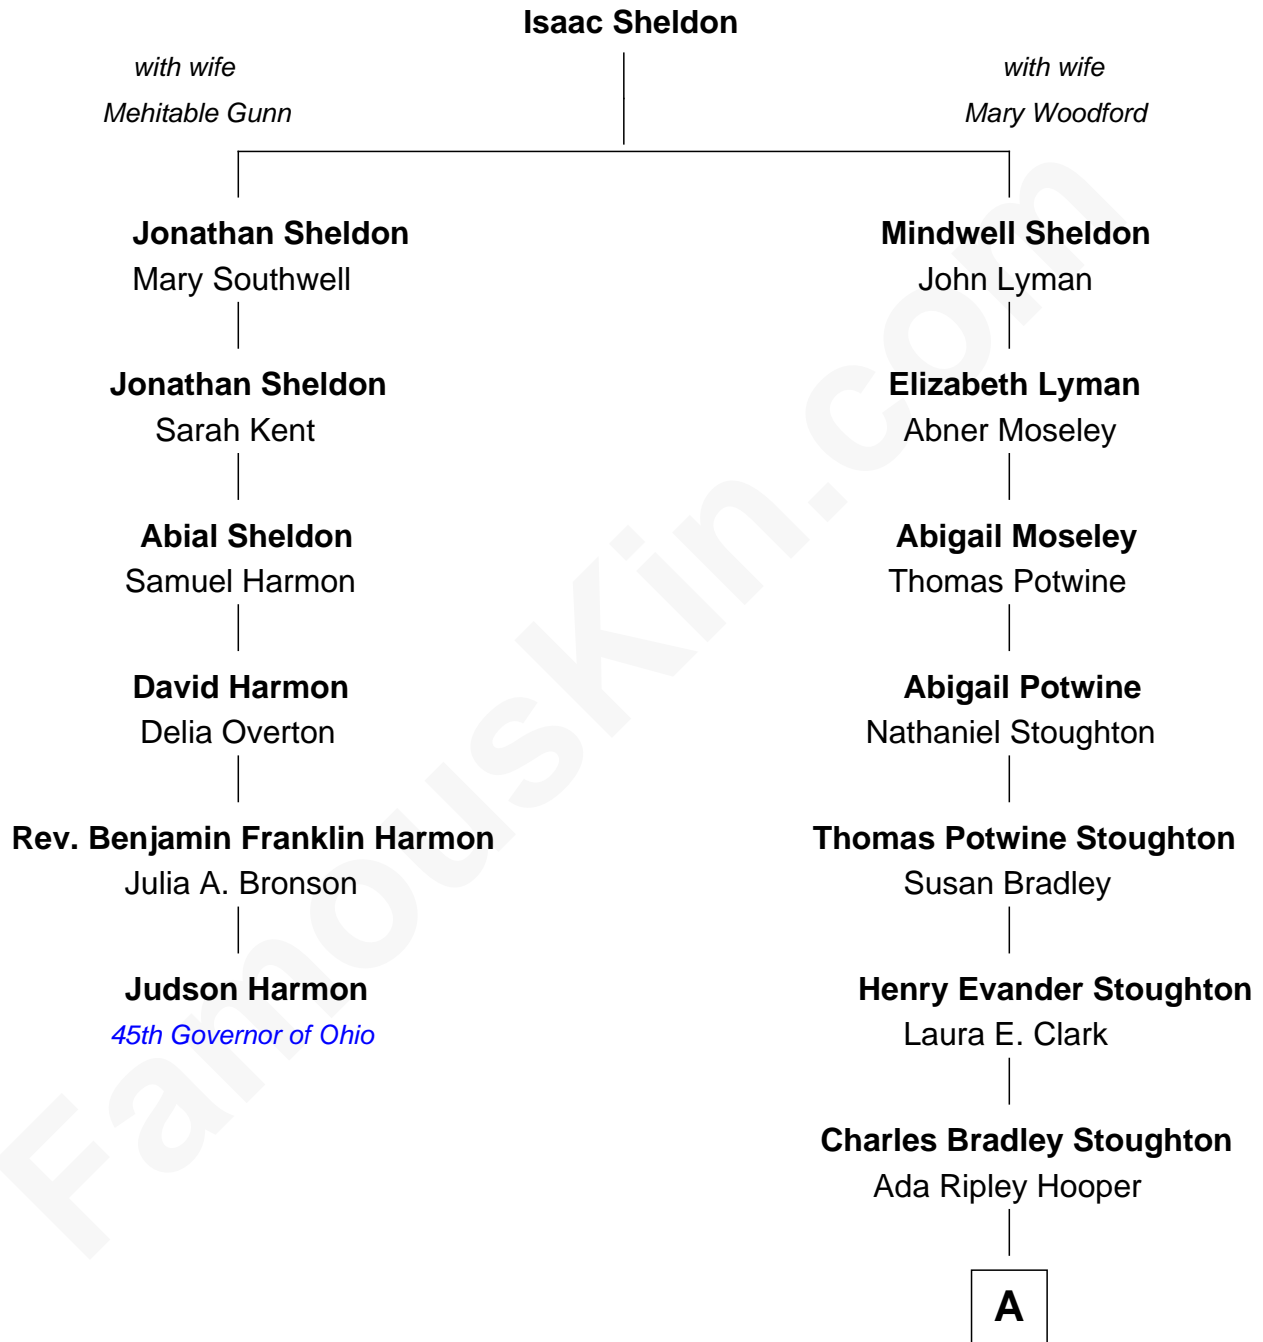 Isaac Sheldon
with wife
Mehitable Gunn
with wife
Mary Woodford
Jonathan Sheldon
Mary Southwell
Mindwell Sheldon
John Lyman
Jonathan Sheldon
Sarah Kent
Elizabeth Lyman
Abner Moseley
Abial Sheldon
Samuel Harmon
Abigail Moseley
Thomas Potwine
David Harmon
Delia Overton
Abigail Potwine
Nathaniel Stoughton
Rev. Benjamin Franklin Harmon
Julia A. Bronson
Thomas Potwine Stoughton
Susan Bradley
Judson Harmon
45th Governor of Ohio
Henry Evander Stoughton
Laura E. Clark
Charles Bradley Stoughton
Ada Ripley Hooper
A
FamousKin.com